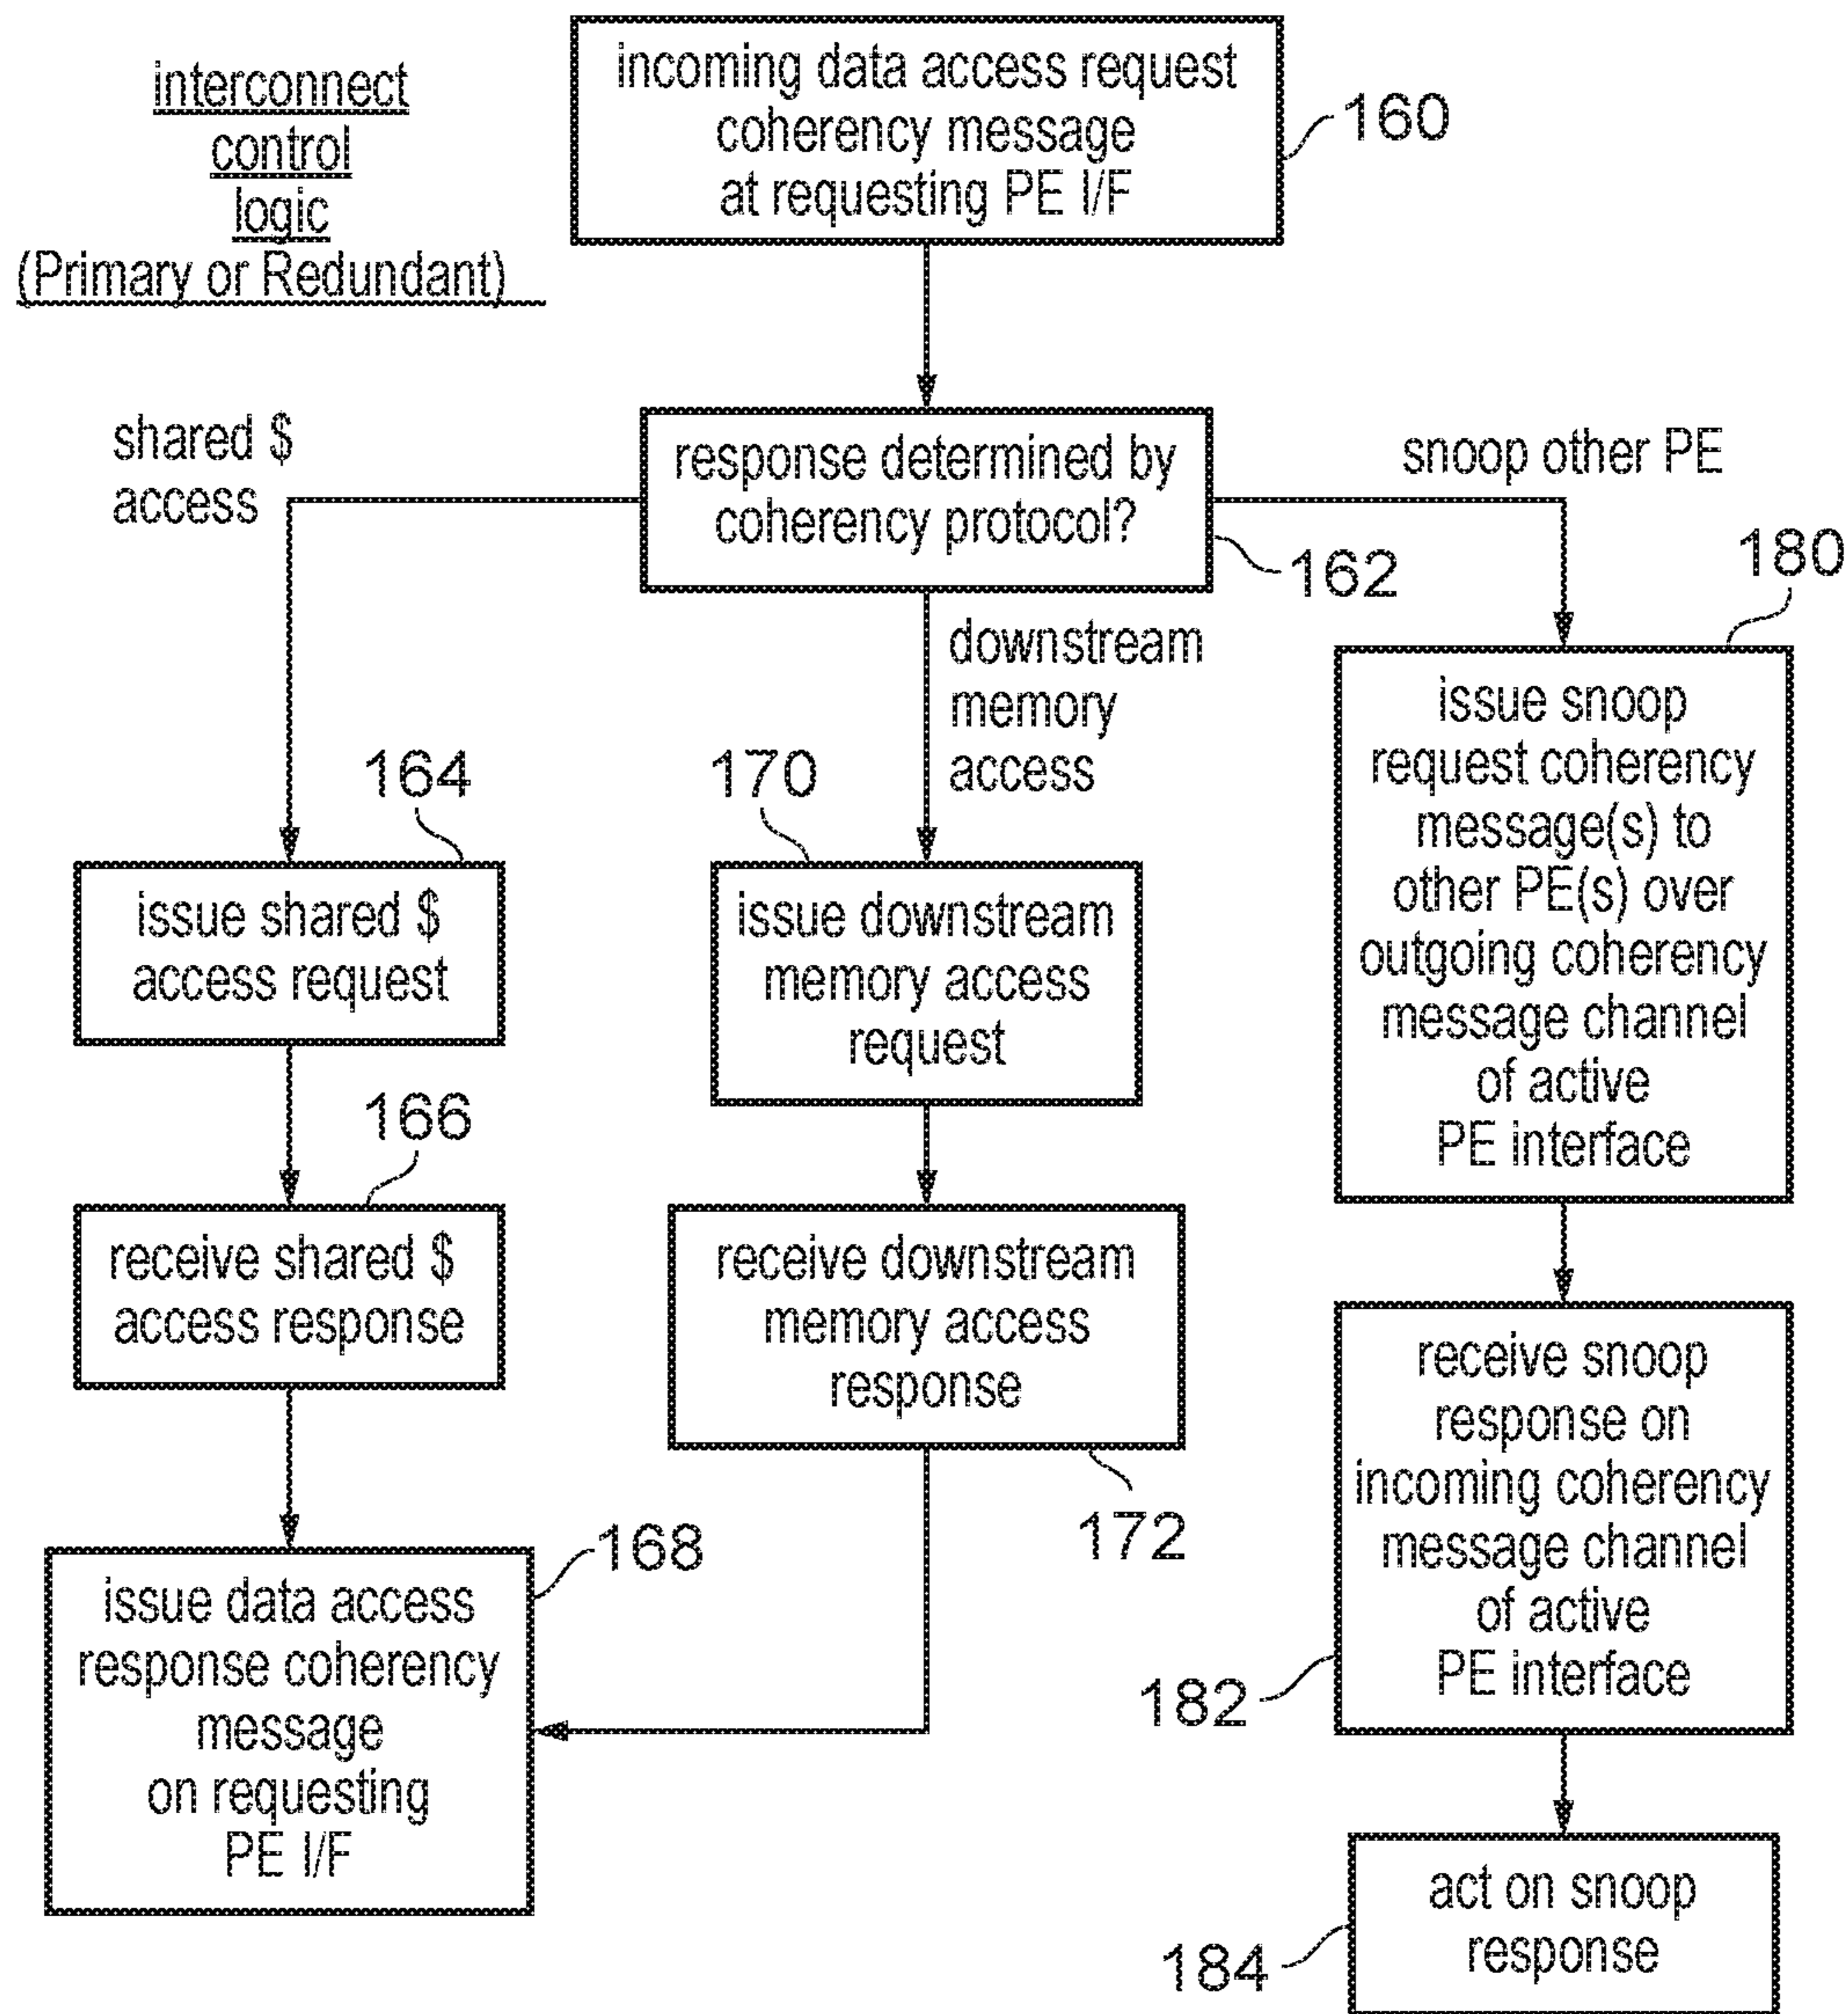 interconnect
control
logic
(Primary or Redundant)
incoming data access request
coherency message
at requesting PE I/F
160
shared $
access
response determined by
coherency protocol?
162
snoop other PE
180
downstream
memory
access
164
issue shared $
access request
170
issue downstream
memory access
request
issue snoop
request coherency
message(s) to
other PE(s) over
outgoing coherency
message channel
of active
PE interface
166
receive shared $
access response
receive downstream
memory access
response
172
receive snoop
response on
incoming coherency
message channel
of active
PE interface
182
168
issue data access
response coherency
message
on requesting
PE I/F
act on snoop
response
184